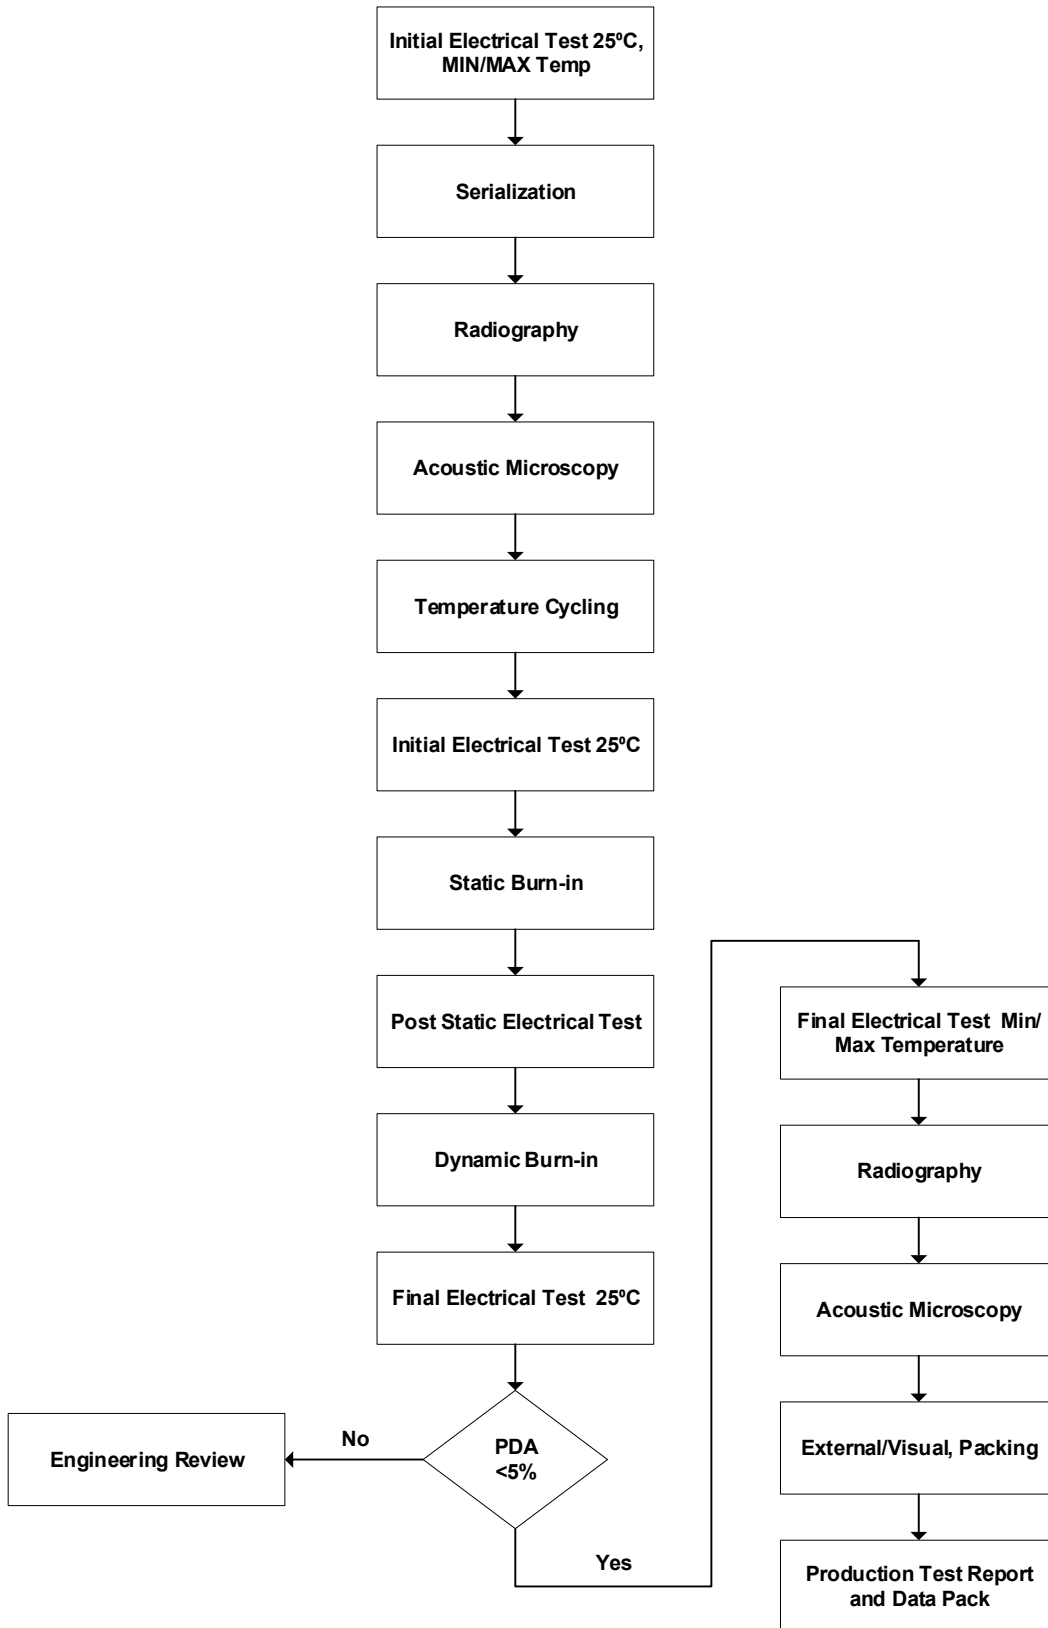 Initial Electrical Test 25ºC,
MIN/MAX Temp
Serialization
Radiography
Acoustic Microscopy
Temperature Cycling
Initial Electrical Test 25ºC
Static Burn-in
Post Static Electrical Test
Dynamic Burn-in
Final Electrical Test 25ºC
PDA
<5%
No
Engineering Review
Yes
Final Electrical Test Min/
Max Temperature
Radiography
Acoustic Microscopy
External/Visual, Packing
Production Test Report
and Data Pack